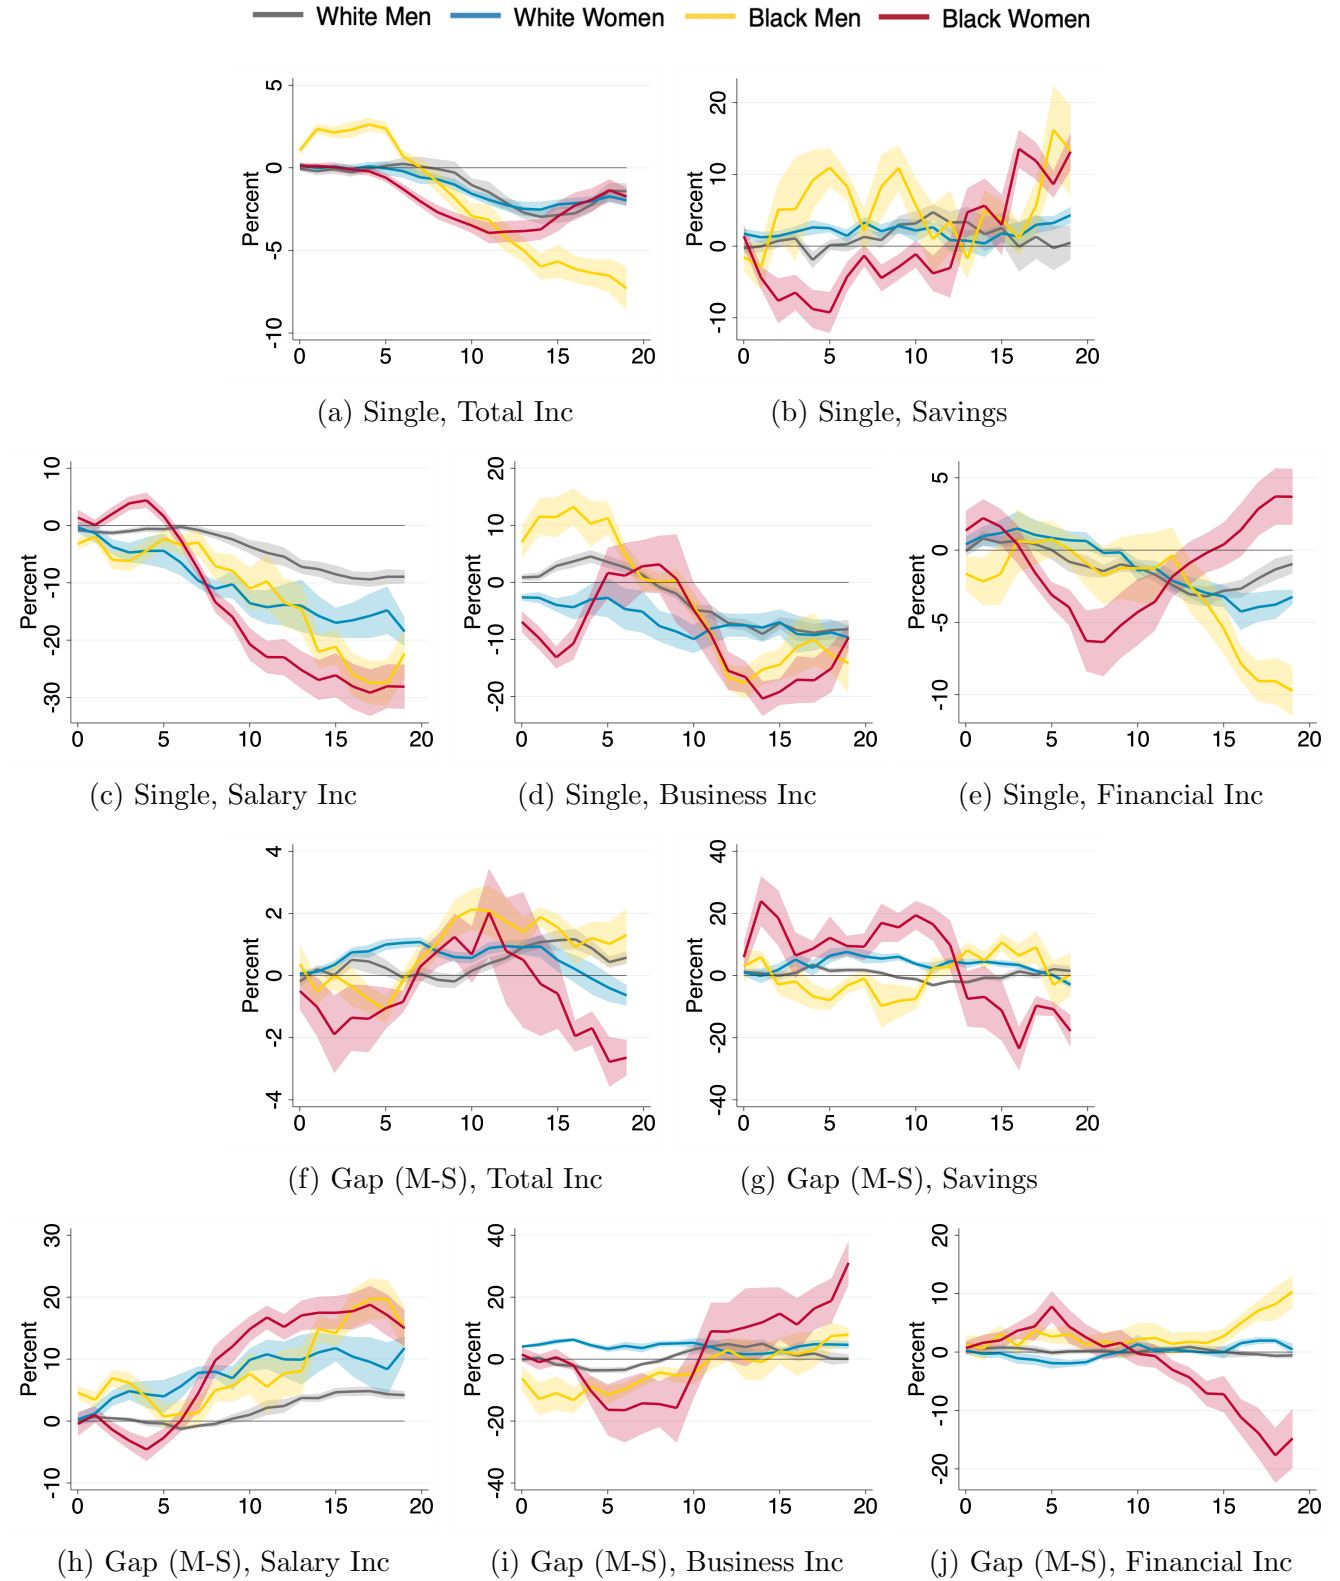 White Men White Women Black Men Black Women
5
0
-5
-10
Percent
0 5 10 15 20
(a) Single, Total Inc
20
10
0
-10
Percent
0 5 10 15 20
(b) Single, Savings
10
0
-10
-20
-30
Percent
0 5 10 15 20
(c) Single, Salary Inc
20
10
0
-10
-20
Percent
0 5 10 15 20
(d) Single, Business Inc
5
0
-5
-10
Percent
0 5 10 15 20
(e) Single, Financial Inc
4
2
0
-2
-4
Percent
0 5 10 15 20
(f) Gap (M-S), Total Inc
40
20
0
-20
-40
Percent
0 5 10 15 20
(g) Gap (M-S), Savings
30
20
10
0
-10
Percent
0 5 10 15 20
(h) Gap (M-S), Salary Inc
40
20
0
-20
-40
Percent
0 5 10 15 20
(i) Gap (M-S), Business Inc
20
10
0
-10
-20
Percent
0 5 10 15 20
(j) Gap (M-S), Financial Inc